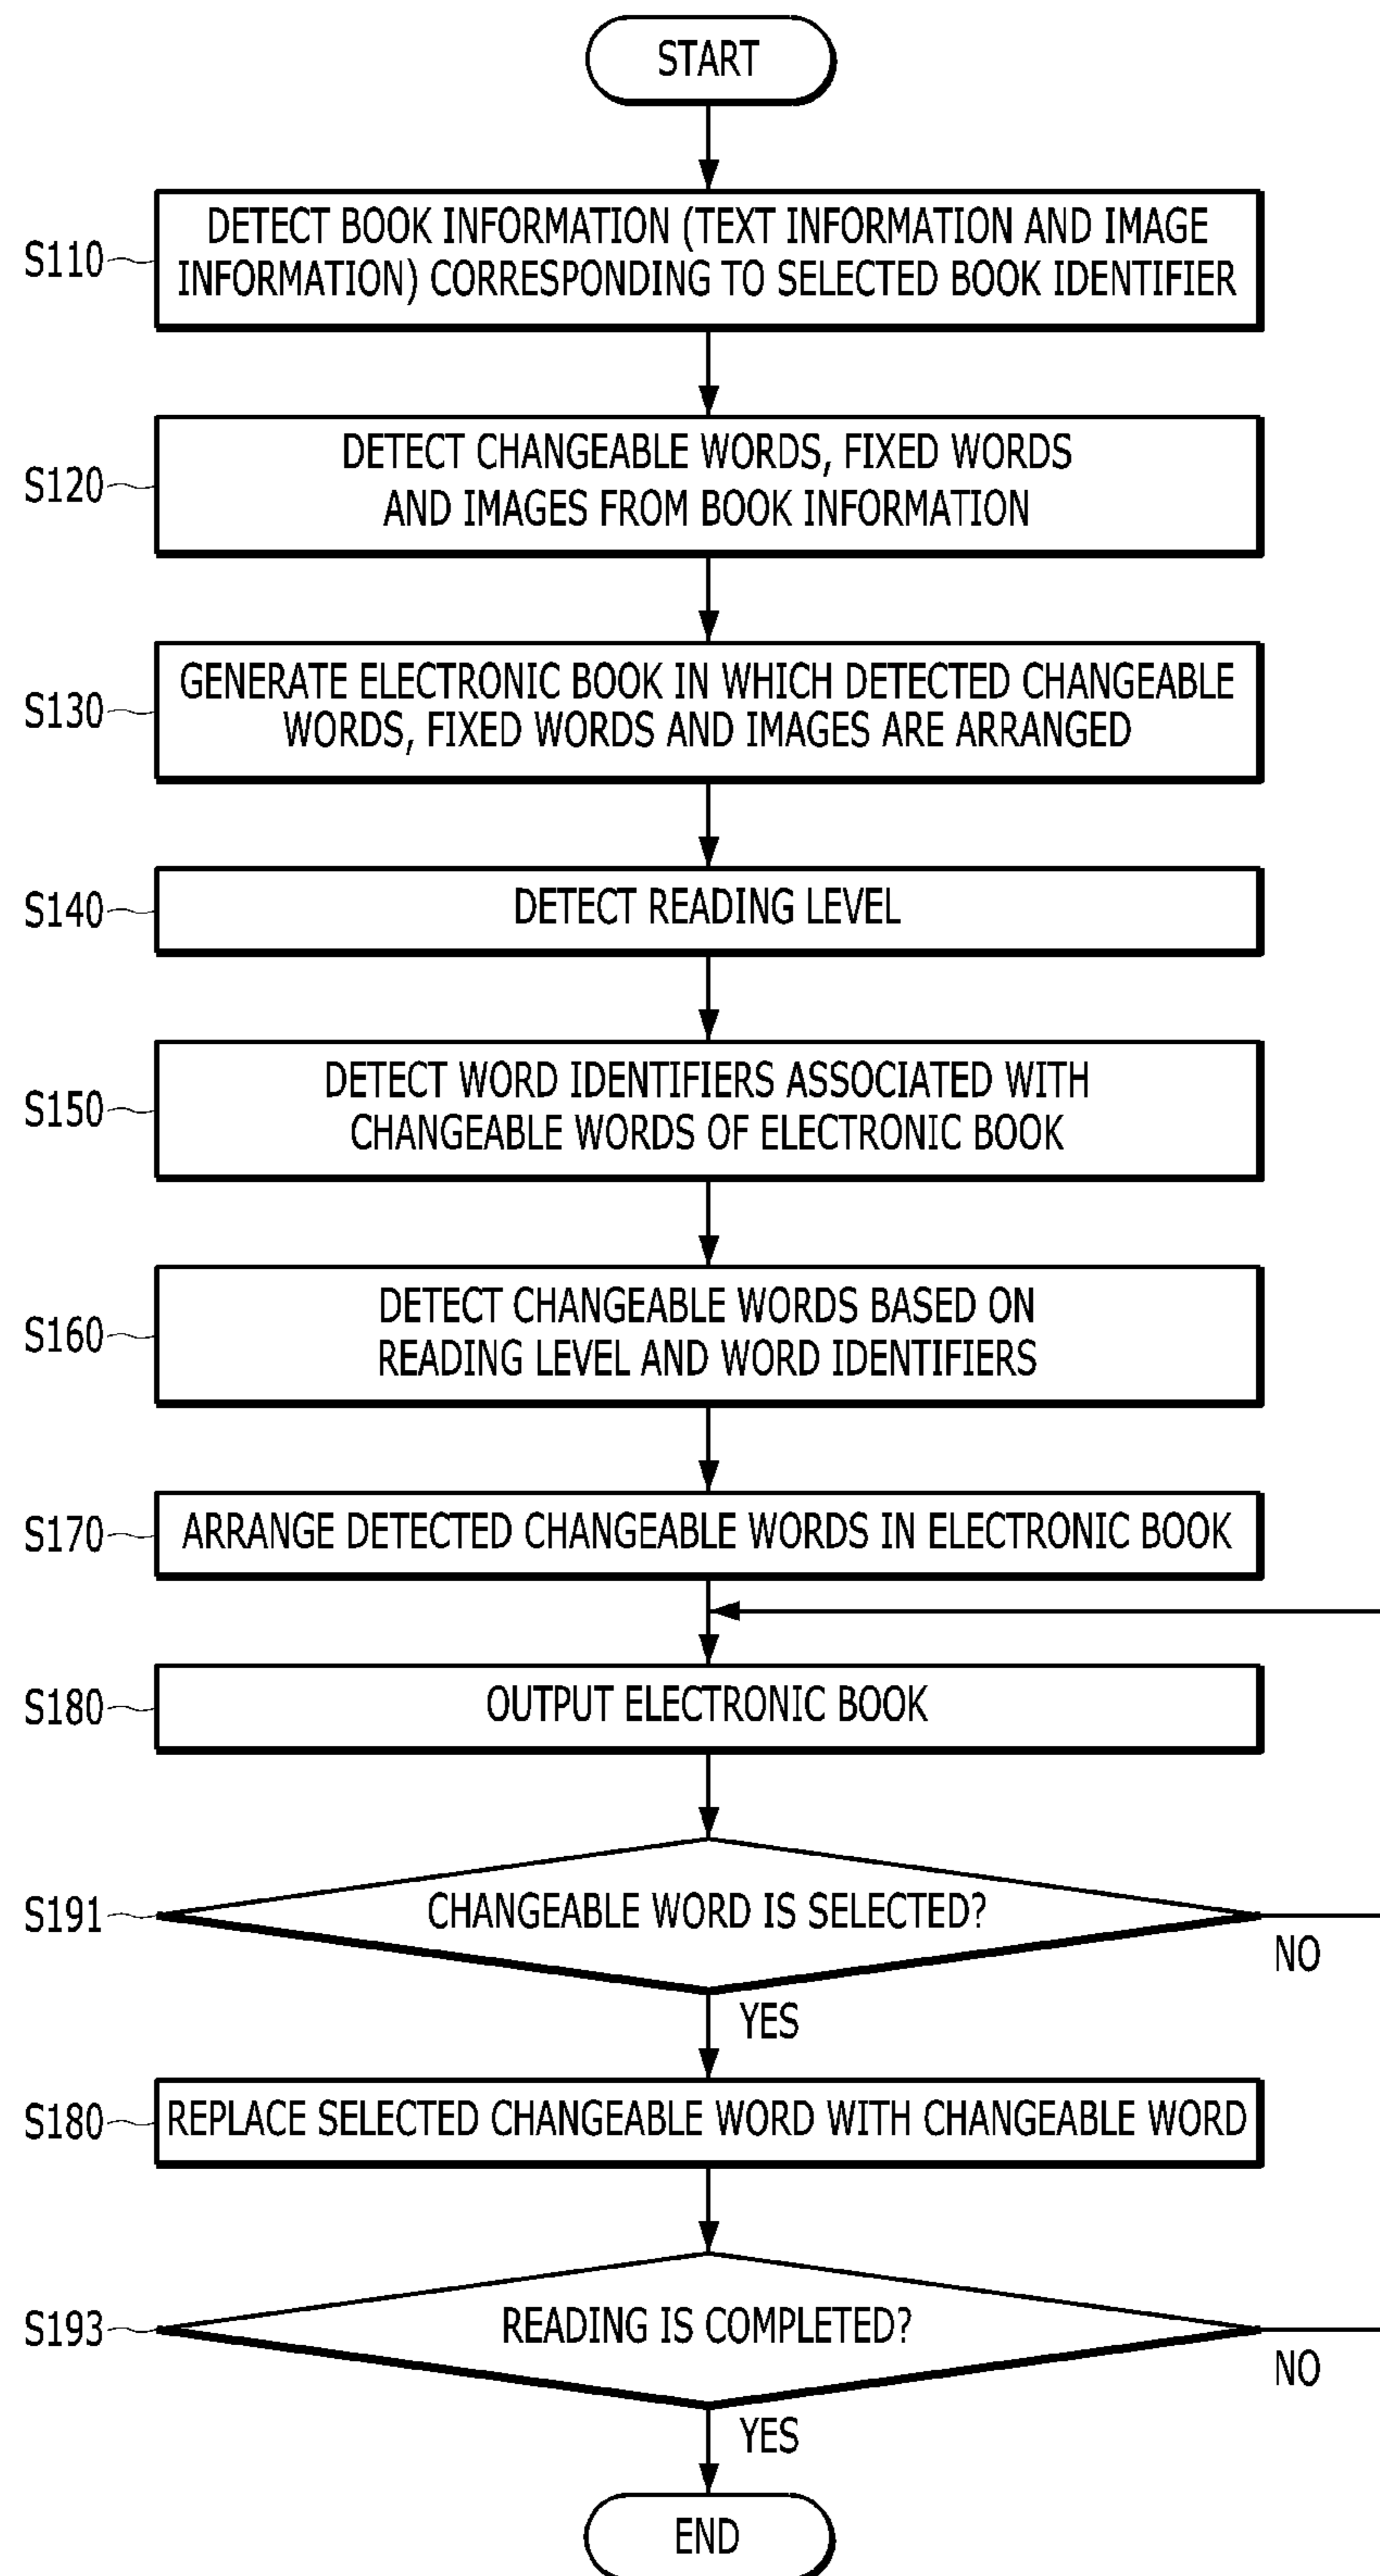 START
S110
DETECT BOOK INFORMATION (TEXT INFORMATION AND IMAGE
INFORMATION) CORRESPONDING TO SELECTED BOOK IDENTIFIER
S120
DETECT CHANGEABLE WORDS, FIXED WORDS
AND IMAGES FROM BOOK INFORMATION
S130
GENERATE ELECTRONIC BOOK IN WHICH DETECTED CHANGEABLE
WORDS, FIXED WORDS AND IMAGES ARE ARRANGED
S140
DETECT READING LEVEL
S150
DETECT WORD IDENTIFIERS ASSOCIATED WITH
CHANGEABLE WORDS OF ELECTRONIC BOOK
S160
DETECT CHANGEABLE WORDS BASED ON
READING LEVEL AND WORD IDENTIFIERS
S170
ARRANGE DETECTED CHANGEABLE WORDS IN ELECTRONIC BOOK
S180
OUTPUT ELECTRONIC BOOK
S191
CHANGEABLE WORD IS SELECTED?
NO
YES
S180
REPLACE SELECTED CHANGEABLE WORD WITH CHANGEABLE WORD
S193
READING IS COMPLETED?
NO
YES
END